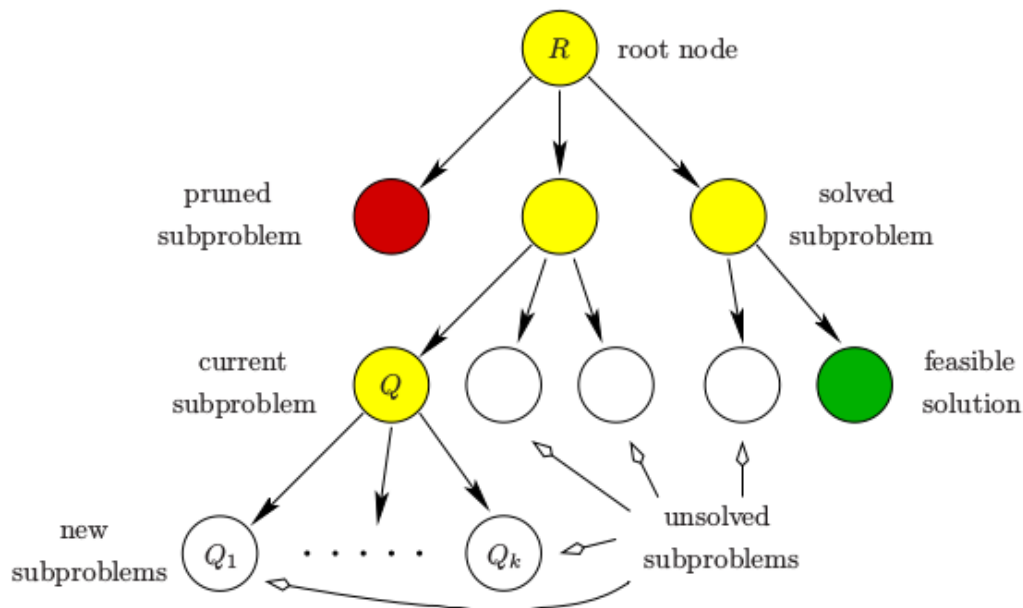 R
root node
pruned
subproblem
solved
subproblem
current
subproblem
Q
feasible
solution
new
subproblems
Q₁
. . . . .
Qₖ
unsolved
subproblems